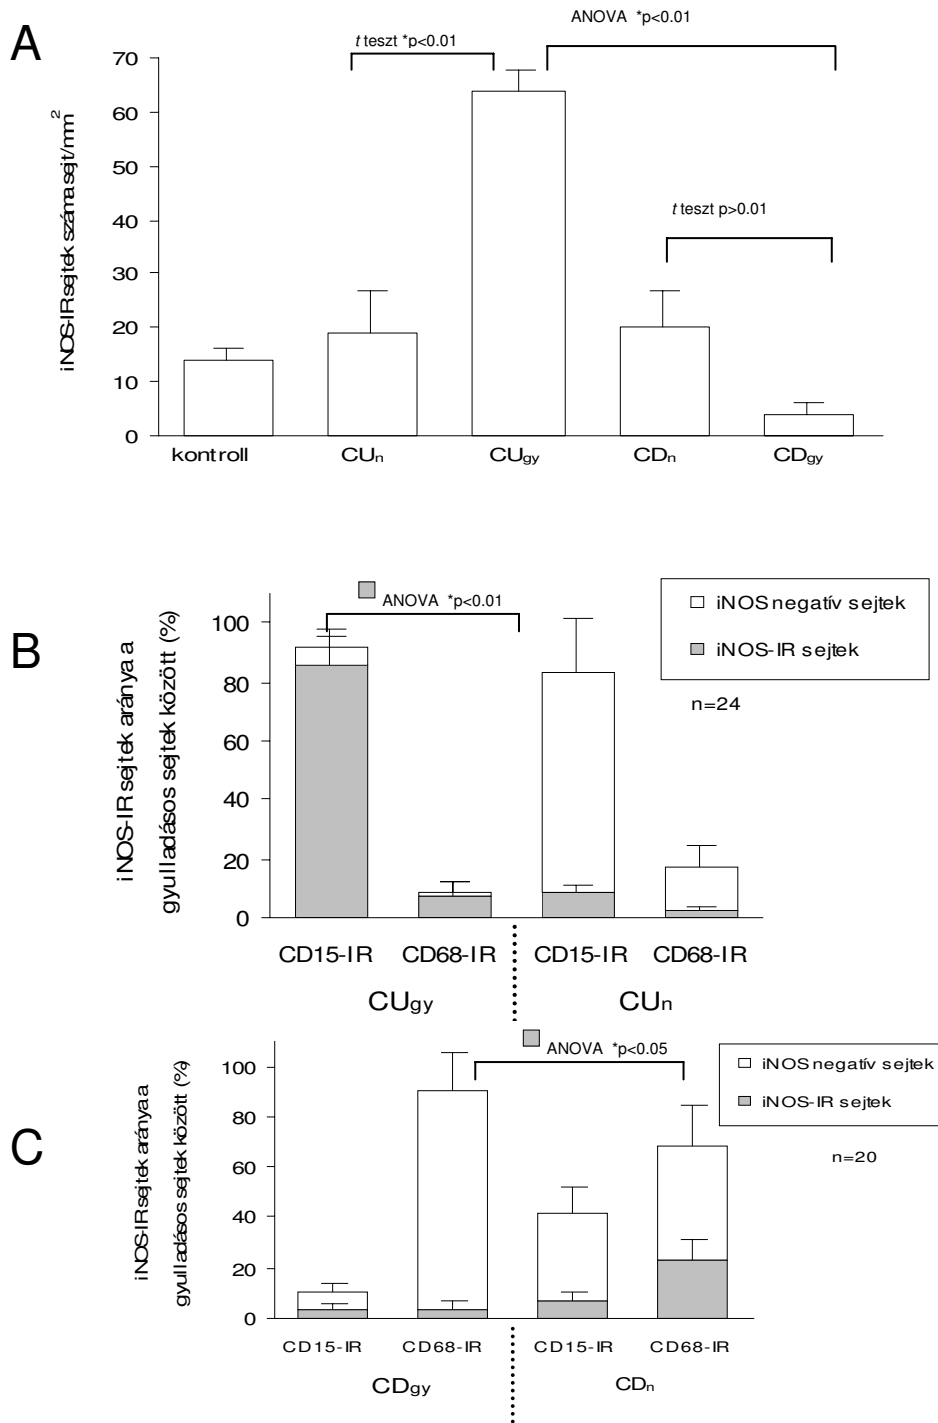 A
ANOVA *p<0.01
t teszt *p<0.01
iNOS-IR sejtek száma sejt/mm²
70
60
50
40
30
20
10
0
t teszt p>0.01
kontroll CUn CUgy CDn CDgy
B
ANOVA *p<0.01
iNOS negatív sejtek
iNOS-IR sejtek
n=24
iNOS-IR sejtek aránya a
gyulladásos sejtek között (%)
100
80
60
40
20
0
CD15-IR CD68-IR CD15-IR CD68-IR
CUgy CUn
C
ANOVA *p<0.05
iNOS negatív sejtek
iNOS-IR sejtek
n=20
iNOS-IR sejtek aránya a
gyulladásos sejtek között (%)
100
80
60
40
20
0
CD15-IR CD68-IR CD15-IR CD68-IR
CDgy CDn